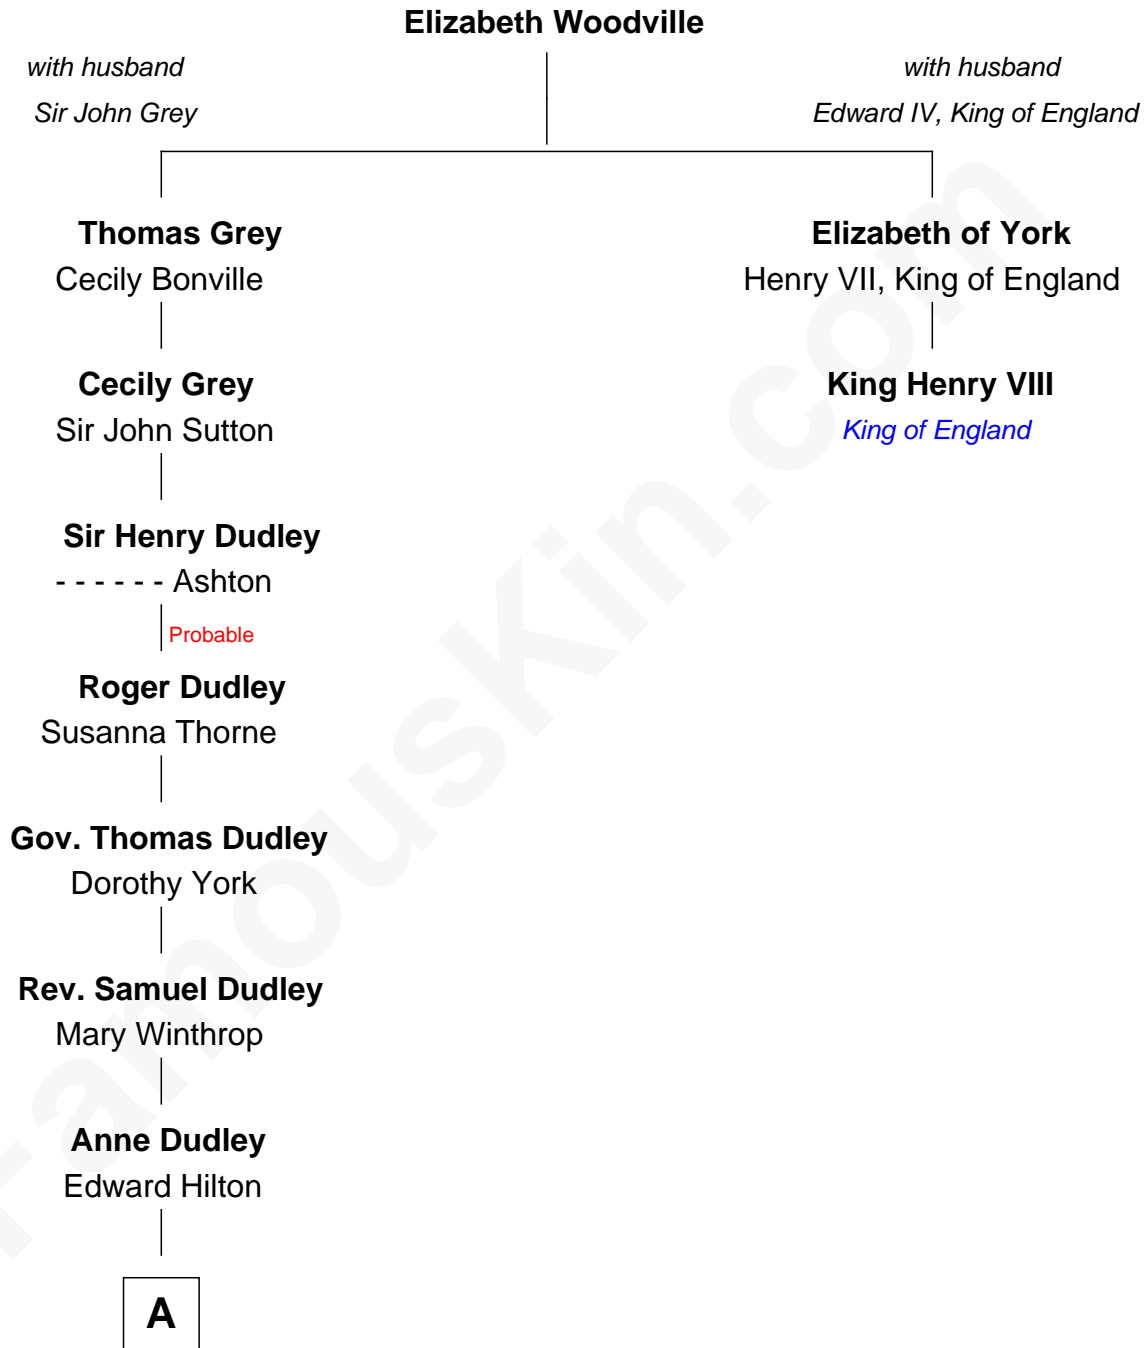 Elizabeth Woodville
with husband
Sir John Grey
with husband
Edward IV, King of England
Thomas Grey
Cecily Bonville
Elizabeth of York
Henry VII, King of England
Cecily Grey
Sir John Sutton
King Henry VIII
King of England
Sir Henry Dudley
- - - - - - Ashton
Probable
Roger Dudley
Susanna Thorne
Gov. Thomas Dudley
Dorothy York
Rev. Samuel Dudley
Mary Winthrop
Anne Dudley
Edward Hilton
A
FamousKin.com